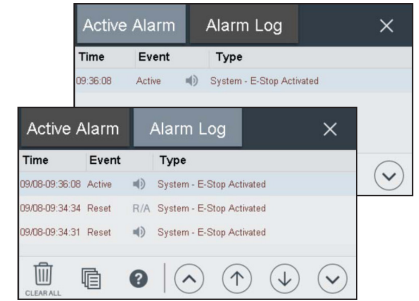 Active Alarm Alarm Log
Time Event Type
09:36:08 Active System - E-Stop Activated
Active Alarm Alarm Log
Time Event Type
09/08-09:36:08 Active System - E-Stop Activated
09/08-09:34:34 Reset R/A System - E-Stop Activated
09/08-09:34:31 Reset System - E-Stop Activated
?
CLEAR ALL